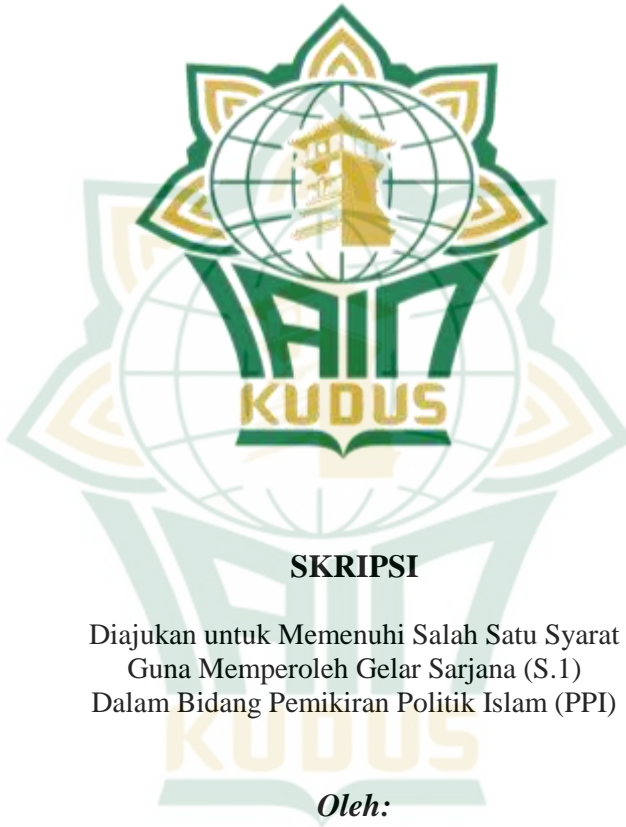 IAIN
KUDUS
SKRIPSI
Diajukan untuk Memenuhi Salah Satu Syarat
Guna Memperoleh Gelar Sarjana (S.1)
Dalam Bidang Pemikiran Politik Islam (PPI)
Oleh: